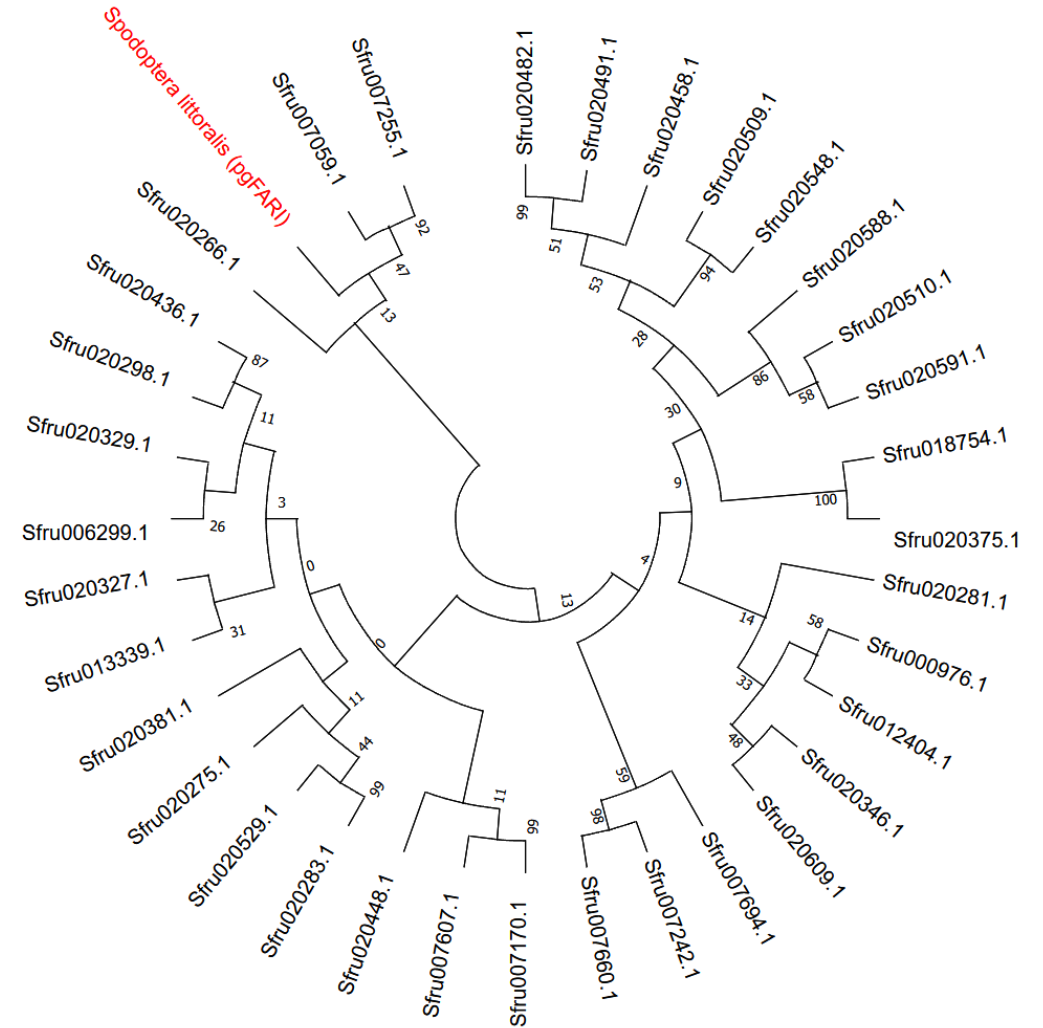 Spodoptera littoralis (pgFARI)
Sfru007059.1
Sfru007255.1
Sfru020482.1
Sfru020491.1
Sfru020458.1
Sfru020509.1
Sfru020548.1
Sfru020588.1
Sfru020510.1
Sfru020591.1
Sfru018754.1
Sfru020375.1
Sfru020281.1
Sfru000976.1
Sfru012404.1
Sfru020346.1
Sfru020609.1
Sfru007694.1
Sfru007242.1
Sfru007660.1
Sfru007170.1
Sfru007607.1
Sfru020448.1
Sfru020283.1
Sfru020529.1
Sfru020275.1
Sfru020381.1
Sfru013339.1
Sfru020327.1
Sfru006299.1
Sfru020329.1
Sfru020298.1
Sfru020436.1
Sfru020266.1
92
47
13
99
51
53
94
28
86
58
30
100
9
4
14
58
33
48
13
59
98
99
11
0
99
44
11
0
31
3
26
11
87